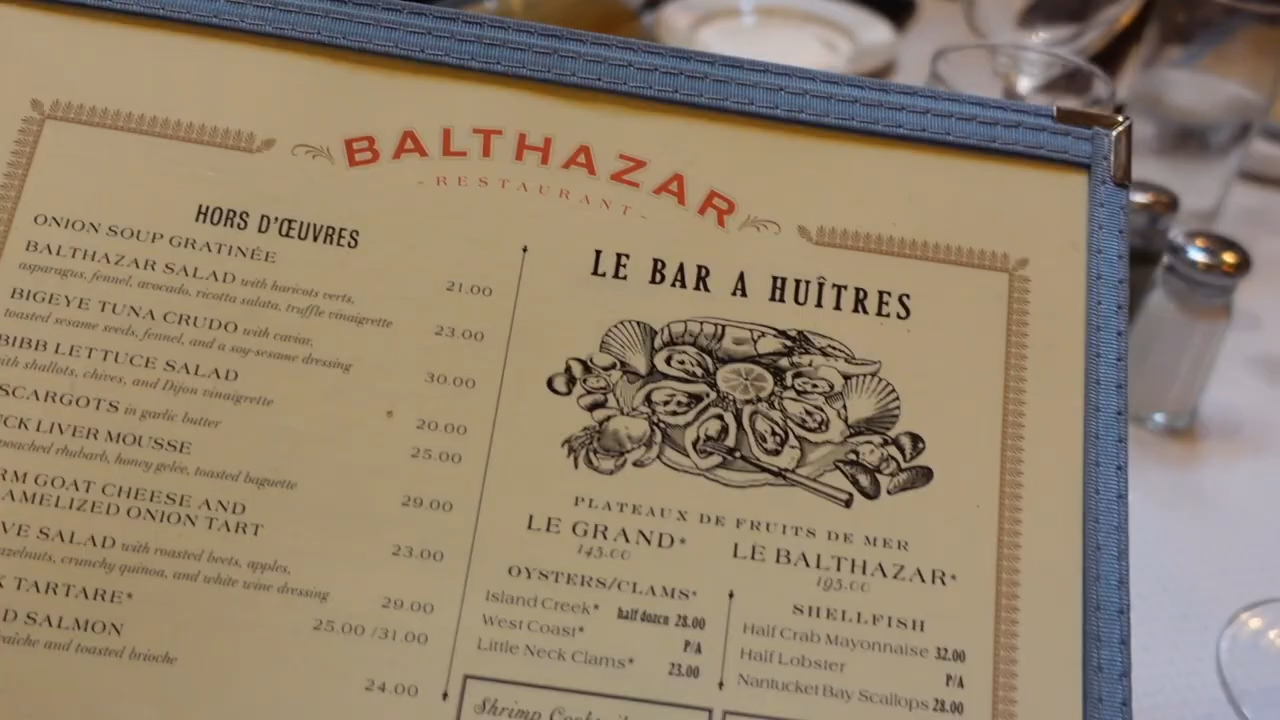 BALTHAZAR
- RESTAURANT -
HORS D'ŒUVRES
ONION SOUP GRATINÉE
21.00
BALTHAZAR SALAD with haricots verts,
asparagus, fennel, avocado, ricotta salata, truffle vinaigrette
23.00
BIGEYE TUNA CRUDO with caviar,
toasted sesame seeds, fennel, and a soy-sesame dressing
30.00
BIBB LETTUCE SALAD
with shallots, chives, and Dijon vinaigrette
20.00
SCARGOTS in garlic butter
25.00
CK LIVER MOUSSE
poached rhubarb, honey gelée, toasted baguette
29.00
RM GOAT CHEESE AND
AMELIZED ONION TART
23.00
VE SALAD with roasted beets, apples,
azelnuts, crunchy quinoa, and white wine dressing
29.00
K TARTARE*
25.00 /31.00
D SALMON
raîche and toasted brioche
24.00
LE BAR A HUÎTRES
PLATEAUX DE FRUITS DE MER
LE GRAND*
143.00
LE BALTHAZAR*
195.00
OYSTERS/CLAMS*
Island Creek* half dozen 28.00
West Coast* P/A
Little Neck Clams* 23.00
SHELLFISH
Half Crab Mayonnaise 32.00
Half Lobster P/A
Nantucket Bay Scallops 28.00
Shrimp